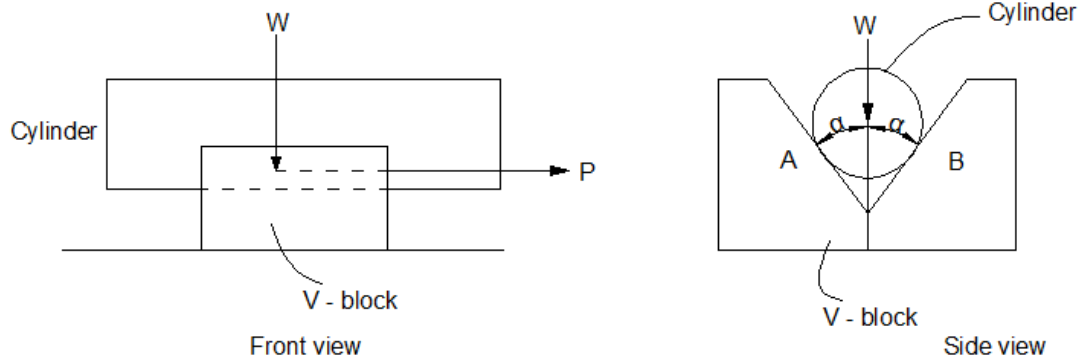 W
Cylinder
P
V - block
Front view
Cylinder
W
α α
A B
V - block
Side view